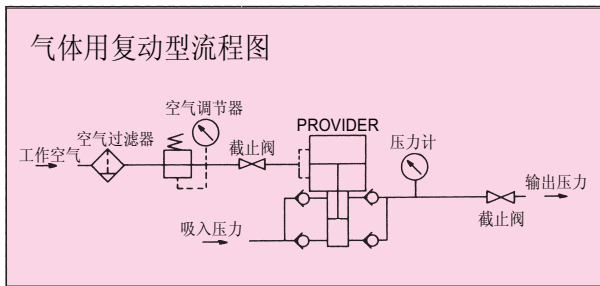 气体用复动型流程图
空气调节器
PROVIDER
空气过滤器
截止阀
压力计
工作空气
输出压力
吸入压力
截止阀